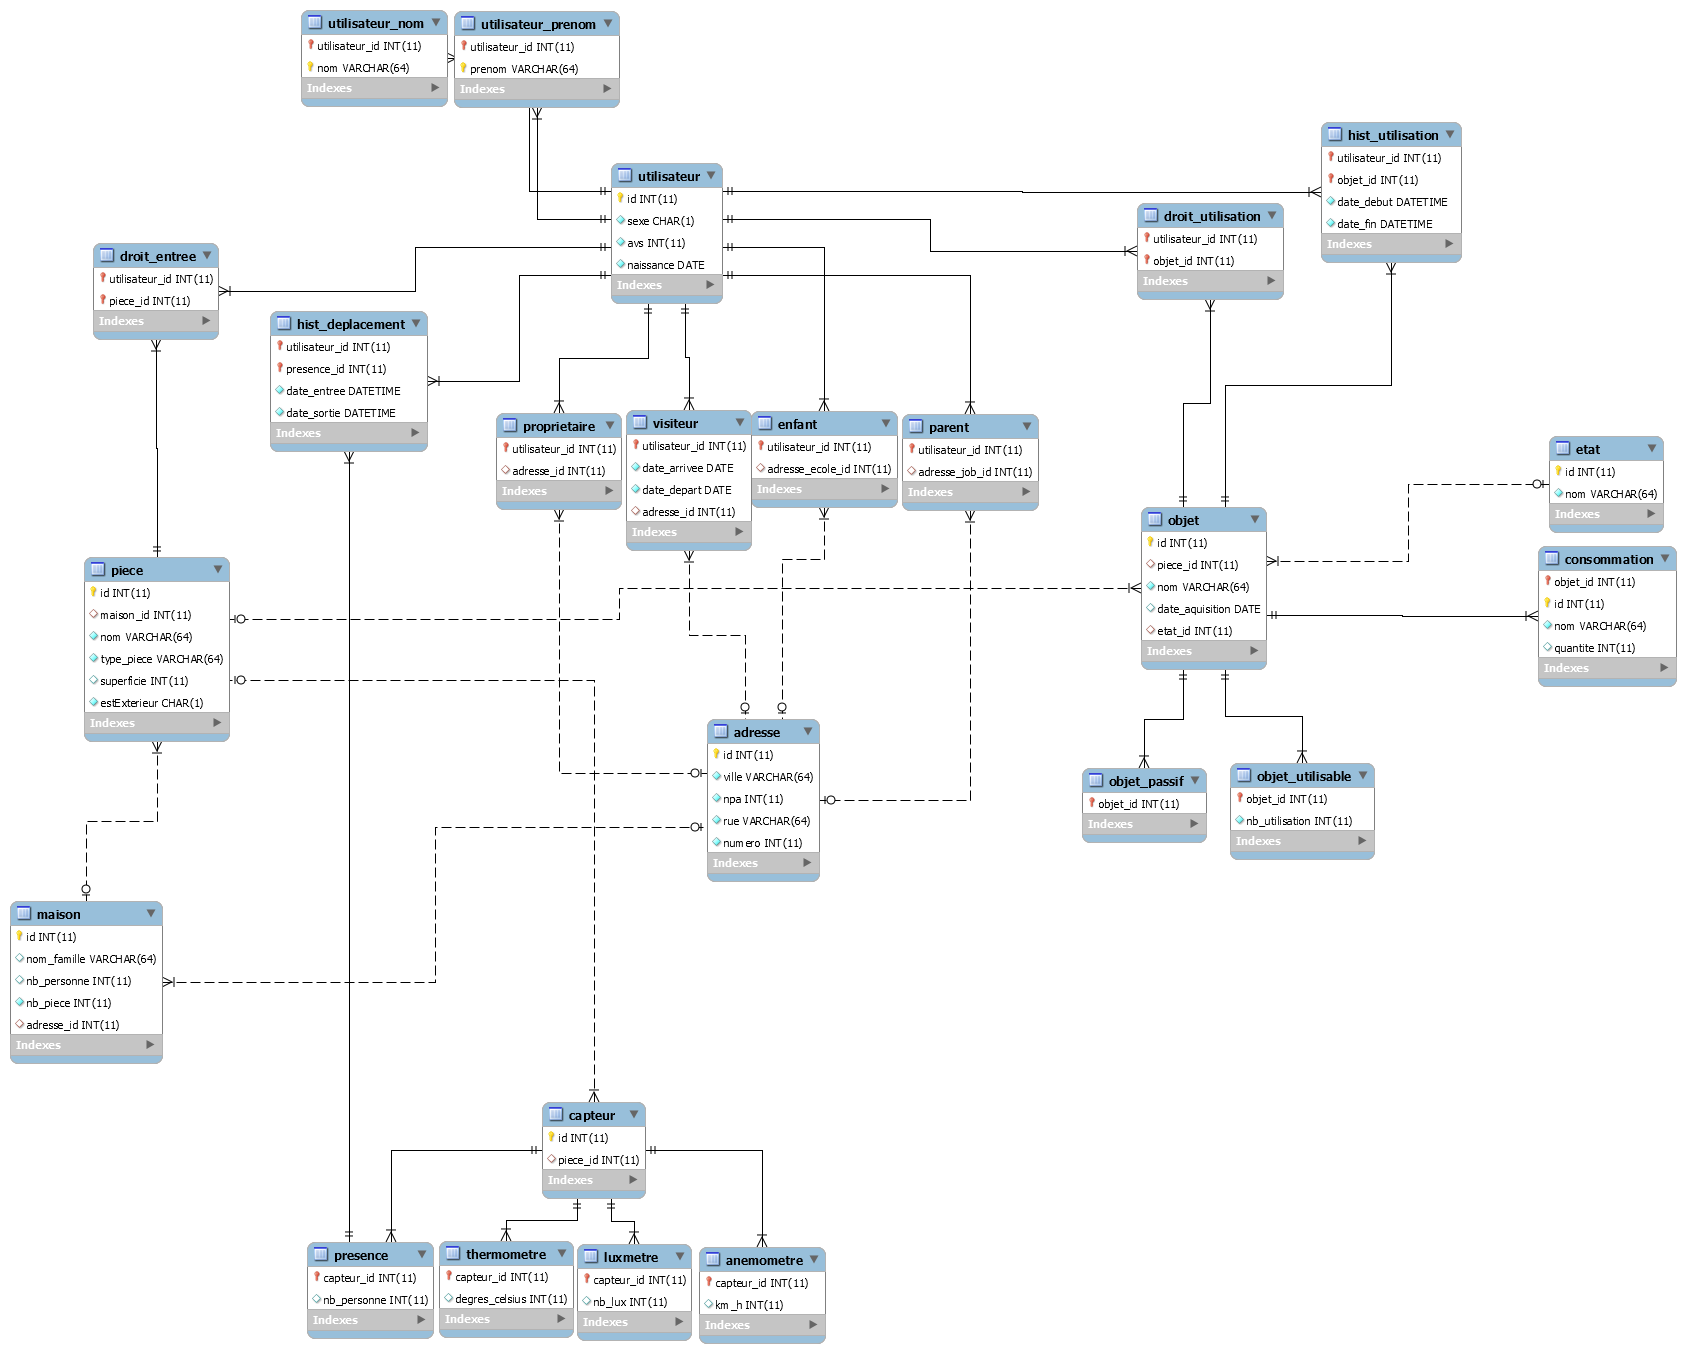 utilisateur_nom
utilisateur_id INT(11)
nom VARCHAR(64)
Indexes
utilisateur_prenom
utilisateur_id INT(11)
prenom VARCHAR(64)
Indexes
utilisateur
id INT(11)
sexe CHAR(1)
avs INT(11)
naissance DATE
Indexes
hist_utilisation
utilisateur_id INT(11)
objet_id INT(11)
date_debut DATETIME
date_fin DATETIME
Indexes
droit_utilisation
utilisateur_id INT(11)
objet_id INT(11)
Indexes
droit_entree
utilisateur_id INT(11)
piece_id INT(11)
Indexes
hist_deplacement
utilisateur_id INT(11)
presence_id INT(11)
date_entree DATETIME
date_sortie DATETIME
Indexes
proprietaire
utilisateur_id INT(11)
adresse_id INT(11)
Indexes
visiteur
utilisateur_id INT(11)
date_arrivee DATE
date_depart DATE
adresse_id INT(11)
Indexes
enfant
utilisateur_id INT(11)
adresse_ecole_id INT(11)
Indexes
parent
utilisateur_id INT(11)
adresse_job_id INT(11)
Indexes
etat
id INT(11)
nom VARCHAR(64)
Indexes
objet
id INT(11)
piece_id INT(11)
nom VARCHAR(64)
date_aquisition DATE
etat_id INT(11)
Indexes
consommation
objet_id INT(11)
id INT(11)
nom VARCHAR(64)
quantite INT(11)
Indexes
piece
id INT(11)
maison_id INT(11)
nom VARCHAR(64)
type_piece VARCHAR(64)
superficie INT(11)
estExterieur CHAR(1)
Indexes
adresse
id INT(11)
ville VARCHAR(64)
npa INT(11)
rue VARCHAR(64)
numero INT(11)
Indexes
objet_passif
objet_id INT(11)
Indexes
objet_utilisable
objet_id INT(11)
nb_utilisation INT(11)
Indexes
maison
id INT(11)
nom_famille VARCHAR(64)
nb_personne INT(11)
nb_piece INT(11)
adresse_id INT(11)
Indexes
capteur
id INT(11)
piece_id INT(11)
Indexes
presence
capteur_id INT(11)
nb_personne INT(11)
Indexes
thermometre
capteur_id INT(11)
degres_celsius INT(11)
Indexes
luxmetre
capteur_id INT(11)
nb_lux INT(11)
Indexes
anemometre
capteur_id INT(11)
km_h INT(11)
Indexes